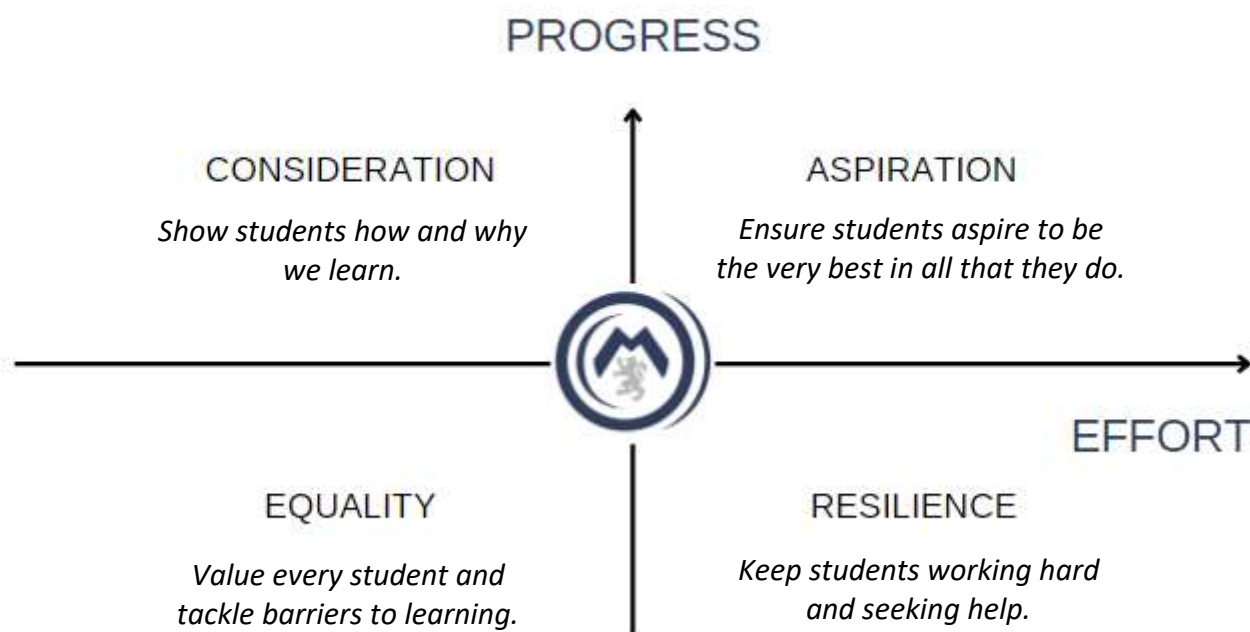 PROGRESS
CONSIDERATION
Show students how and why
we learn.
ASPIRATION
Ensure students aspire to be
the very best in all that they do.
M
EFFORT
EQUALITY
Value every student and
tackle barriers to learning.
RESILIENCE
Keep students working hard
and seeking help.